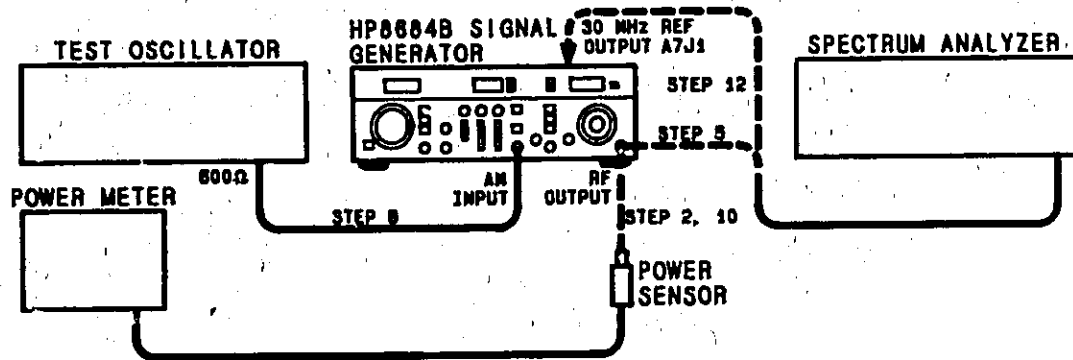 HP8684B SIGNAL
GENERATOR
30 MHz REF
OUTPUT A7J1
TEST OSCILLATOR
SPECTRUM ANALYZER
STEP 12
STEP 5
600Ω
AM
INPUT
RF
OUTPUT
POWER METER
STEP 8
STEP 2, 10
POWER
SENSOR